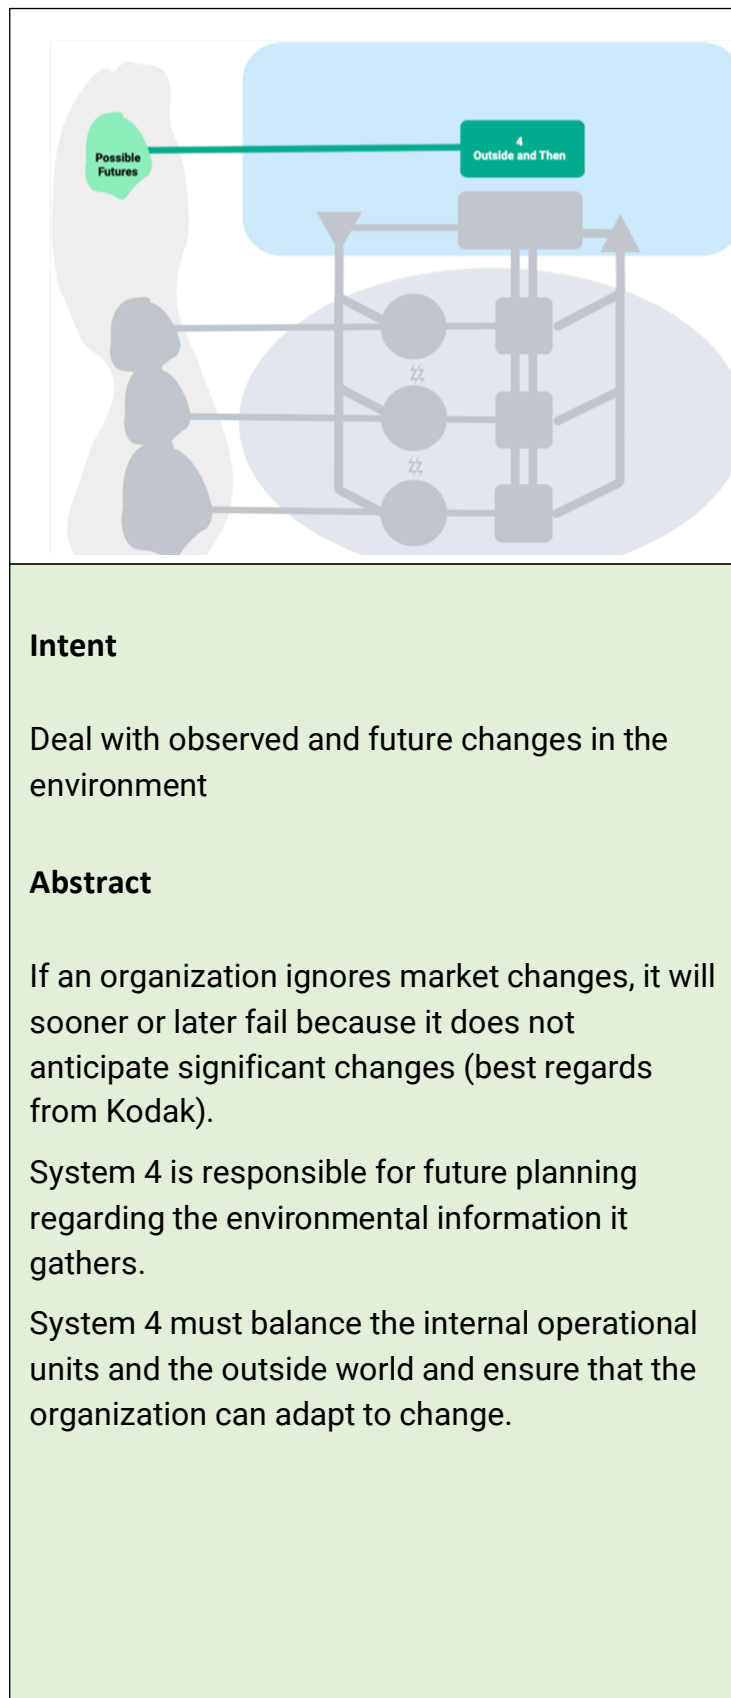 Possible
Futures
4
Outside and Then
Intent
Deal with observed and future changes in the
environment
Abstract
If an organization ignores market changes, it will
sooner or later fail because it does not
anticipate significant changes (best regards
from Kodak).
System 4 is responsible for future planning
regarding the environmental information it
gathers.
System 4 must balance the internal operational
units and the outside world and ensure that the
organization can adapt to change.